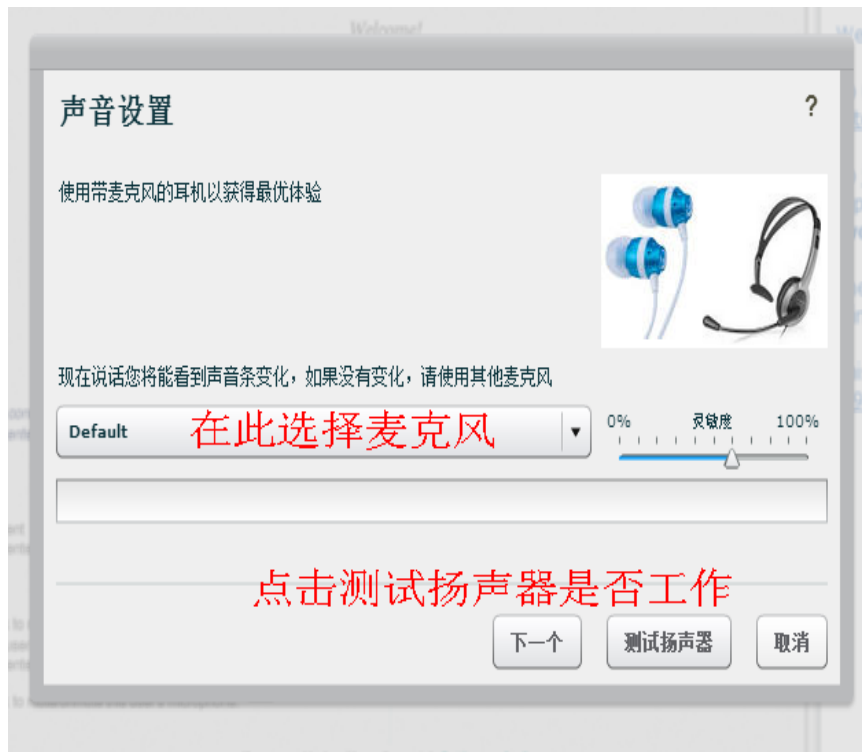 Welcome!
声音设置
?
使用带麦克风的耳机以获得最优体验
现在说话您将能看到声音条变化，如果没有变化，请使用其他麦克风
Default
在此选择麦克风
0% 灵敏度 100%
点击测试扬声器是否工作
下一个 测试扬声器 取消